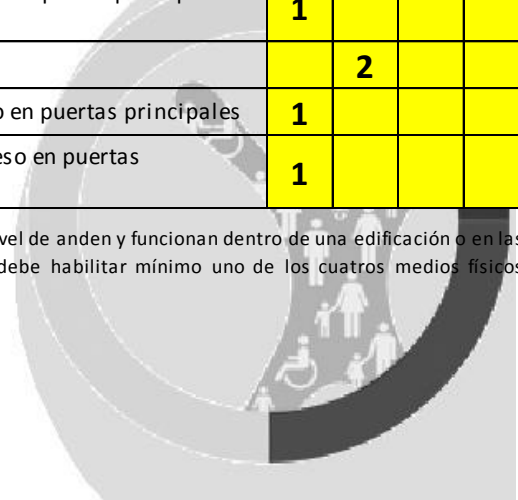 1
2
en puertas principales 1
eso en puertas
1
vel de anden y funcionan dentro de una edificación o en las
debe habilitar mínimo uno de los cuatros medios físicos